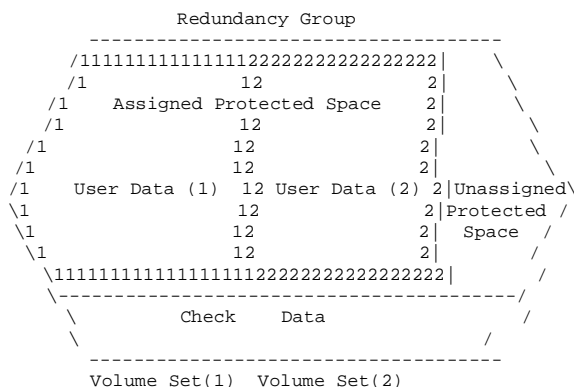 Redundancy Group
---------------------------------------
/1111111111111111122222222222222222| \
/1 12 2| \
/1 Assigned Protected Space 2| \
/1 12 2| \
/1 12 2| \
/1 12 2| \
/1 User Data (1) 12 User Data (2) 2|Unassigned\
\1 12 2|Protected /
\1 12 2| Space /
\1 12 2| /
\1111111111111111111222222222222222222| /
\-------------------------------------------/
\ Check Data /
\ /
---------------------------------------
Volume Set(1) Volume Set(2)